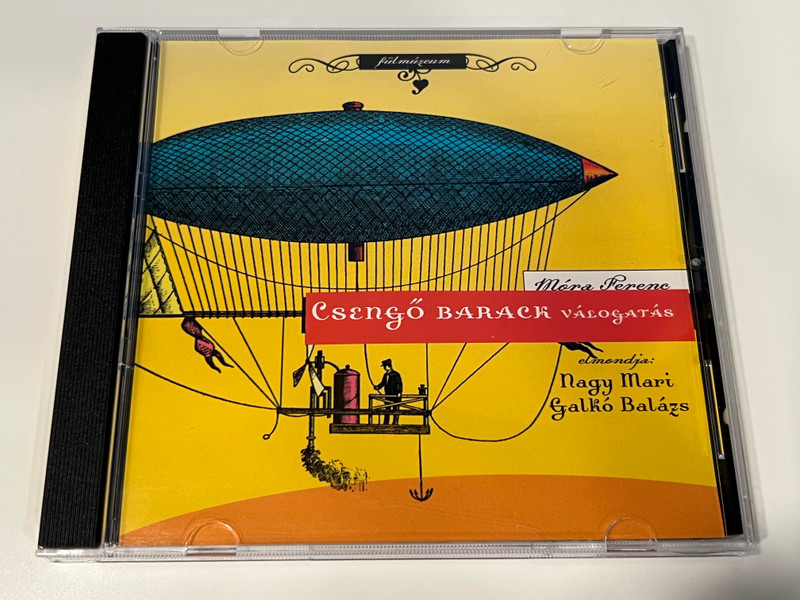 fülmúzeum
Móra Ferenc
Csengő barack válogatás
elmondja:
Nagy Mari
Galkó Balázs